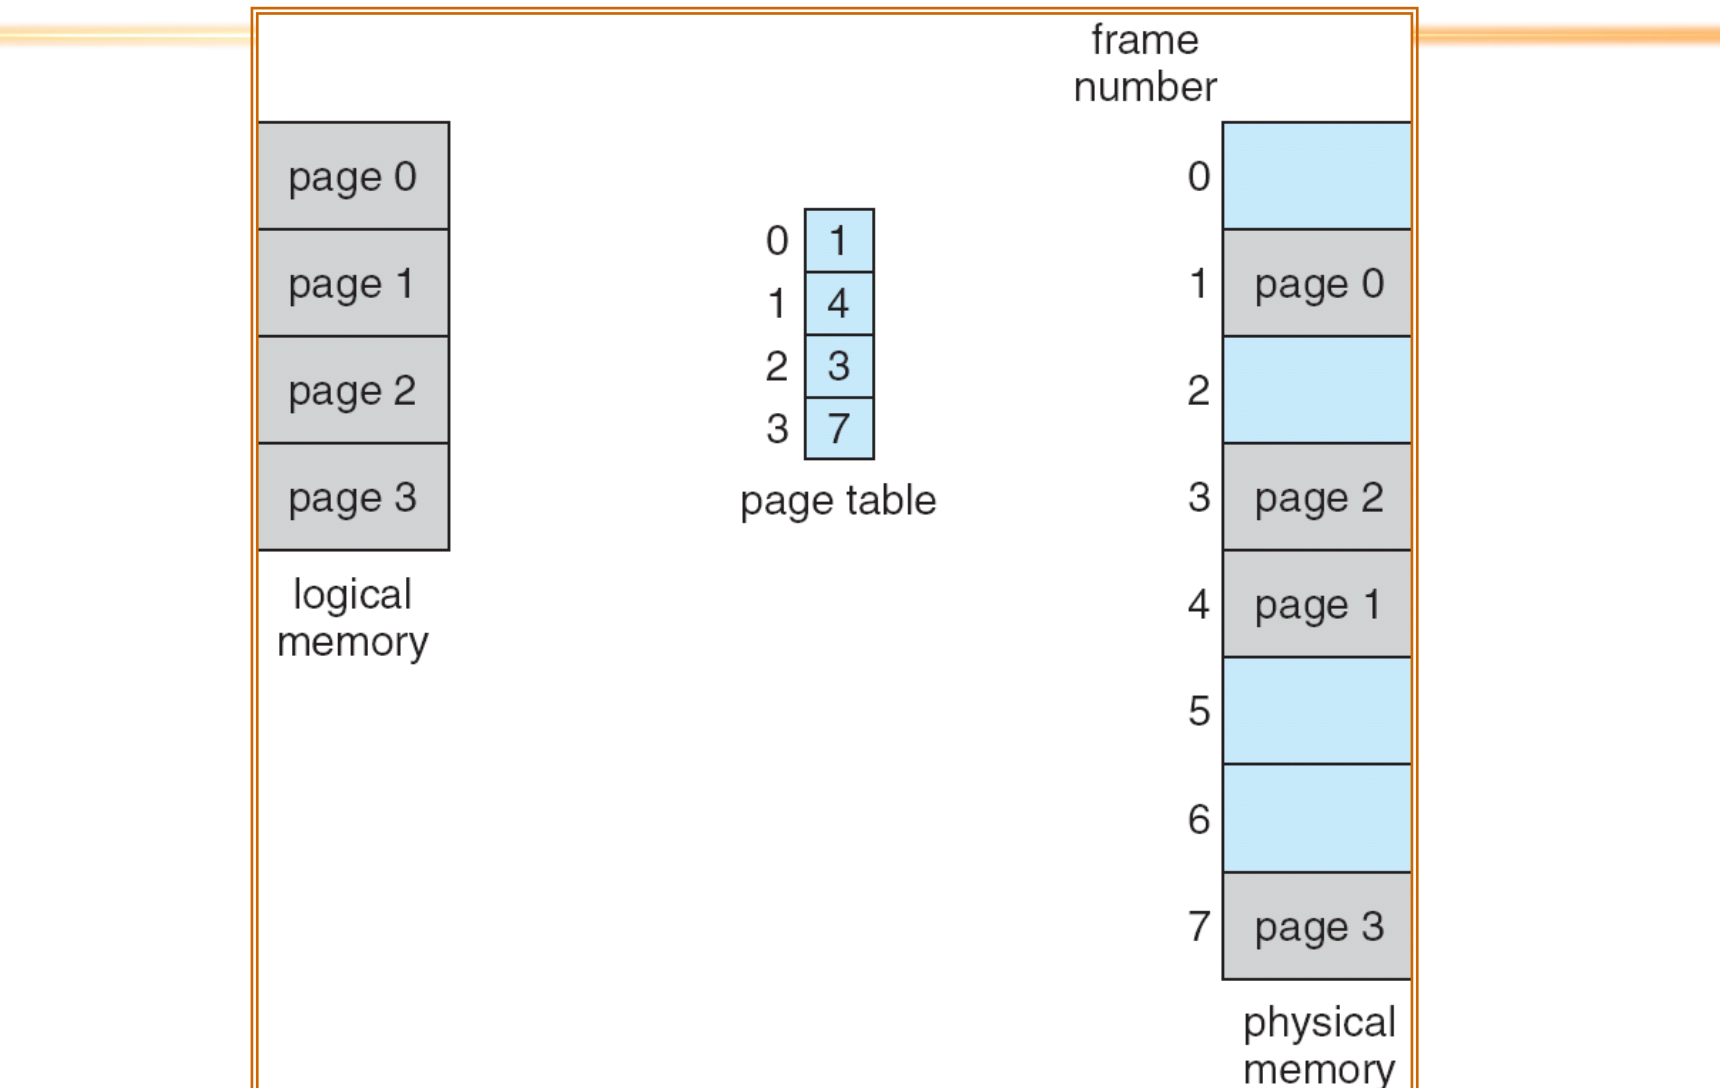 frame
number
page 0
page 1
page 2
page 3
logical
memory
0 1
1 4
2 3
3 7
page table
0
1 page 0
2
3 page 2
4 page 1
5
6
7 page 3
physical
memory